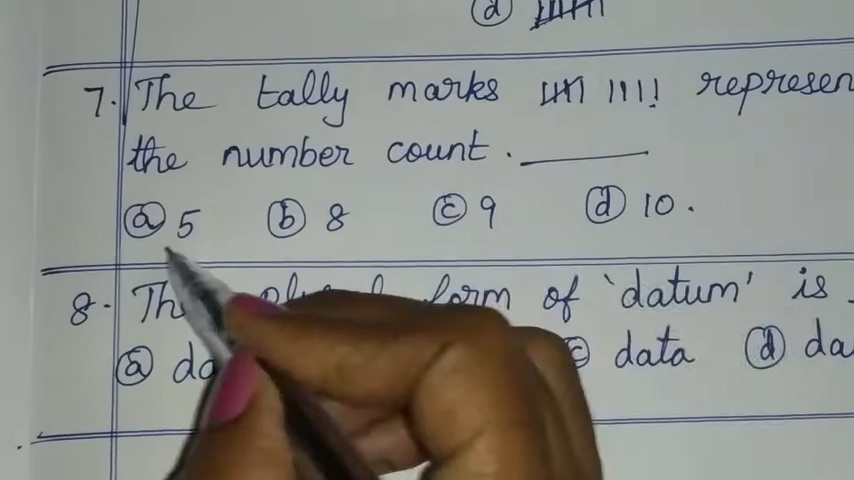 (d)
7. The tally marks 𝍸 |||| represen
the number count. ______
(a) 5 (b) 8 (c) 9 (d) 10.
8. The form of 'datum' is
(a) da (c) data (d) da